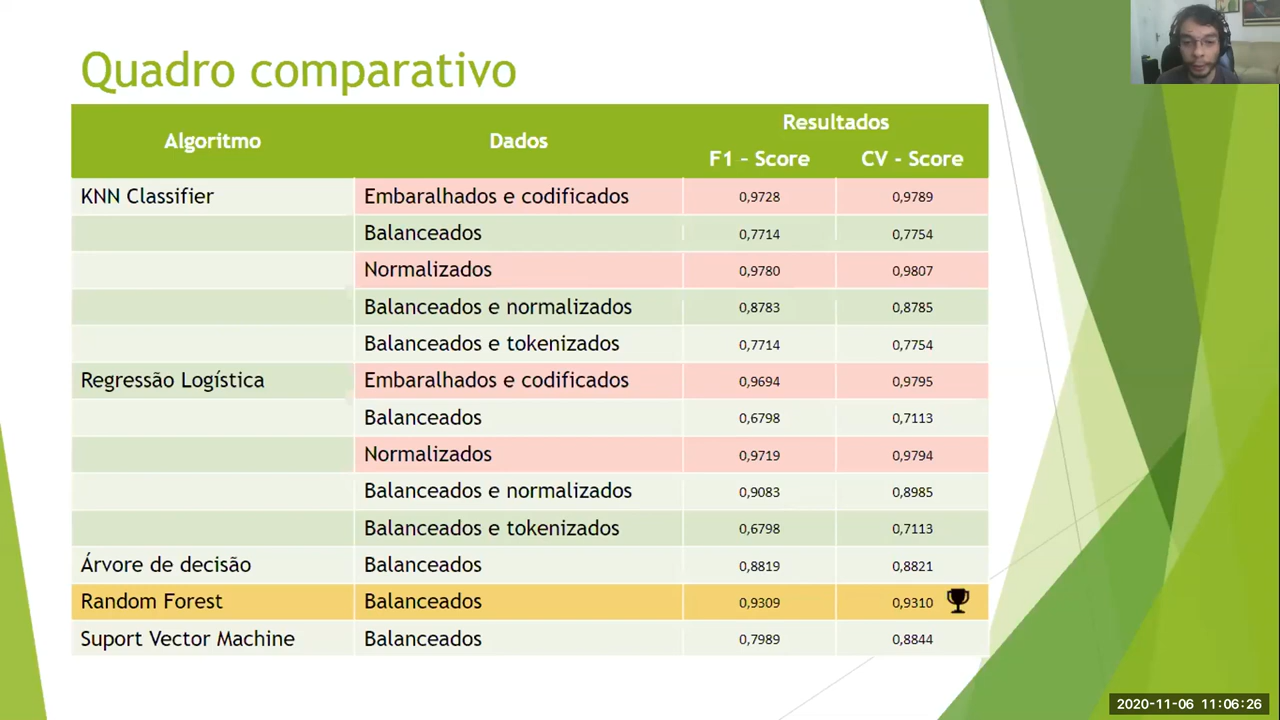 Quadro comparativo
Algoritmo Dados Resultados
F1 – Score CV - Score
KNN Classifier Embaralhados e codificados 0,9728 0,9789
Balanceados 0,7714 0,7754
Normalizados 0,9780 0,9807
Balanceados e normalizados 0,8783 0,8785
Balanceados e tokenizados 0,7714 0,7754
Regressão Logística Embaralhados e codificados 0,9694 0,9795
Balanceados 0,6798 0,7113
Normalizados 0,9719 0,9794
Balanceados e normalizados 0,9083 0,8985
Balanceados e tokenizados 0,6798 0,7113
Árvore de decisão Balanceados 0,8819 0,8821
Random Forest Balanceados 0,9309 0,9310
Suport Vector Machine Balanceados 0,7989 0,8844
2020-11-06 11:06:26